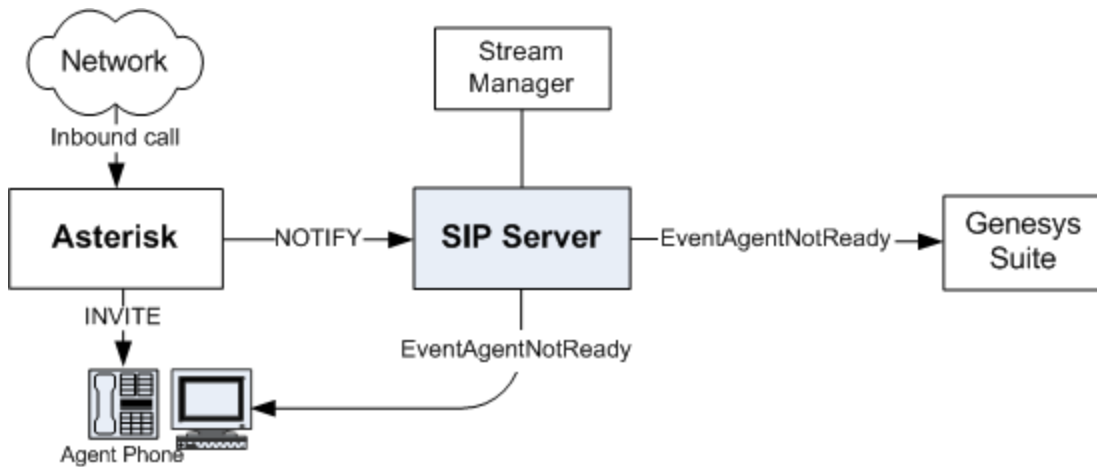 Network
Stream
Manager
Inbound call
Asterisk
NOTIFY
SIP Server
EventAgentNotReady
Genesys
Suite
INVITE
EventAgentNotReady
Agent Phone